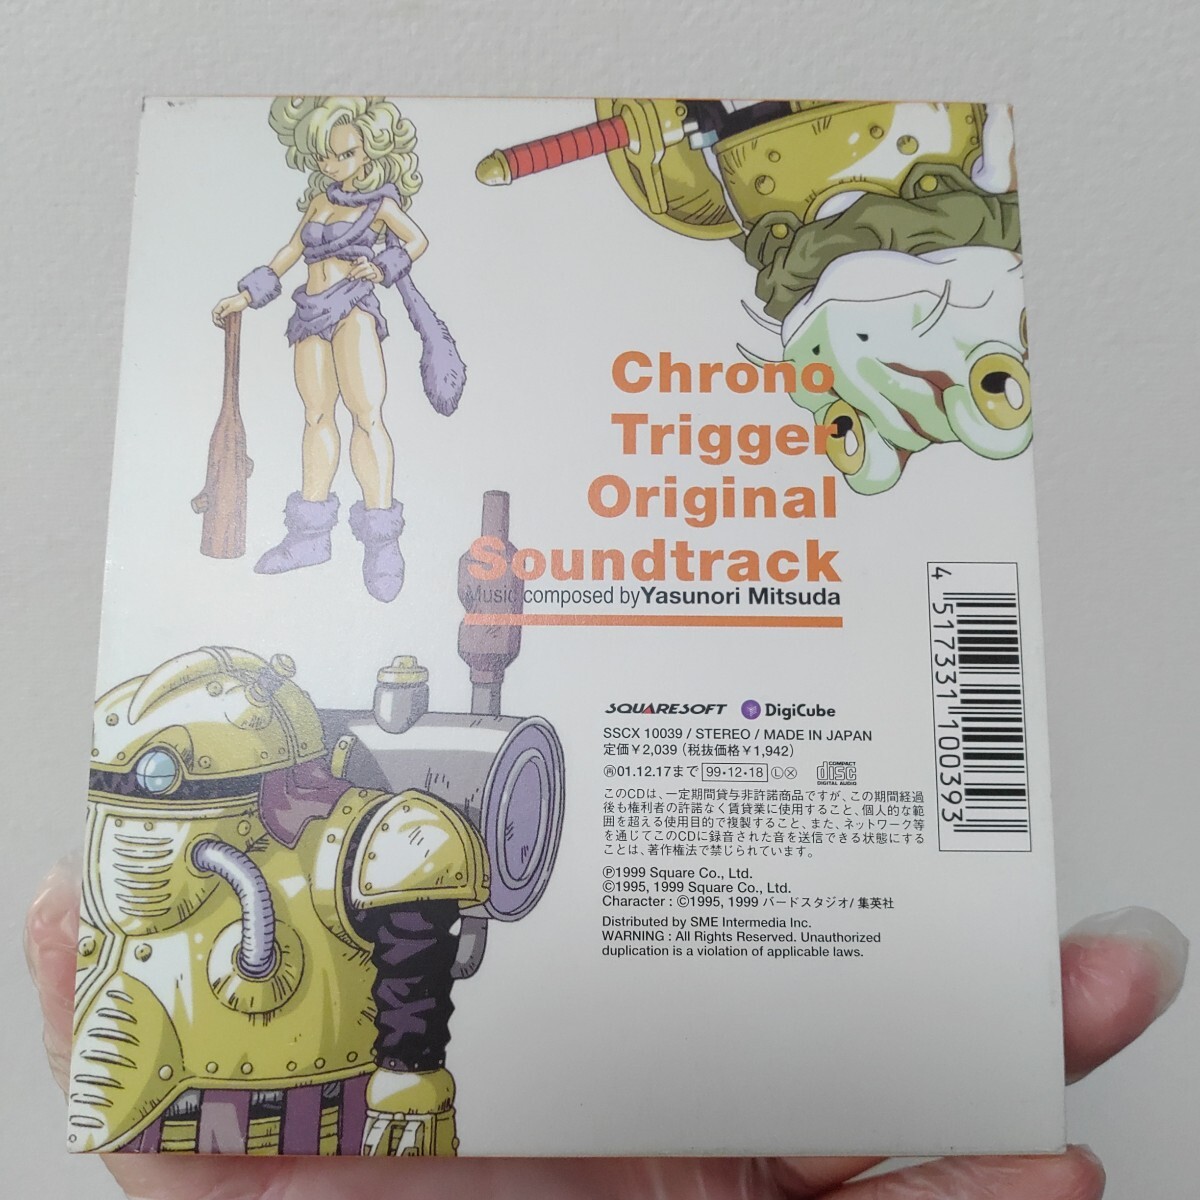 Chrono
Trigger
Original
Soundtrack
Music composed by Yasunori Mitsuda
SQUARESOFT DigiCube
SSCX 10039 / STEREO / MADE IN JAPAN
定価￥2,039（税抜価格￥1,942）
㋾01.12.17まで 99・12・18 Ⓛ Ⓧ COMPACT disc DIGITAL AUDIO
このCDは、一定期間貸与非許諾商品ですが、この期間経過
後も権利者の許諾なく賃貸業に使用すること、個人的な範
囲を超える使用目的で複製すること、また、ネットワーク等
を通じてこのCDに録音された音を送信できる状態にする
ことは、著作権法で禁じられています。
Ⓟ1999 Square Co., Ltd.
©1995, 1999 Square Co., Ltd.
Character : ©1995, 1999 バードスタジオ/集英社
Distributed by SME Intermedia Inc.
WARNING : All Rights Reserved. Unauthorized
duplication is a violation of applicable laws.
4 517331 100393